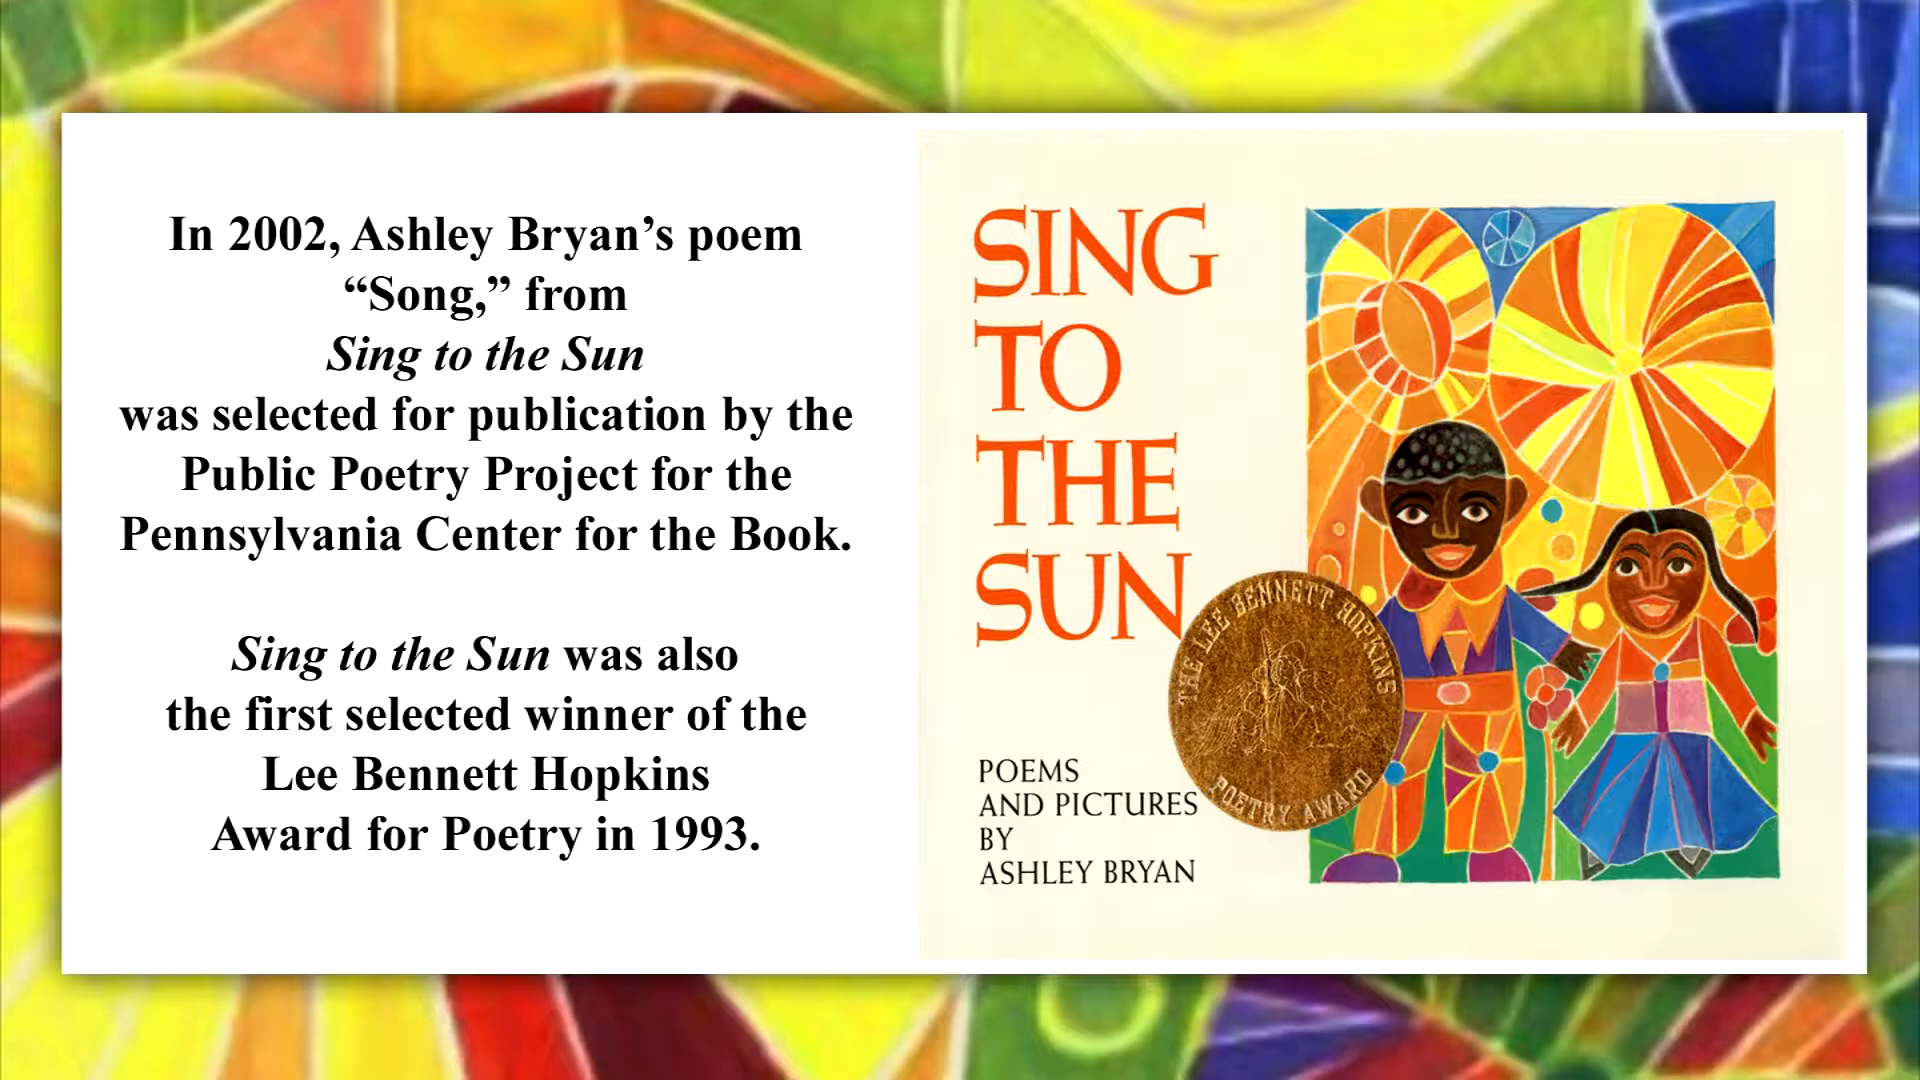 In 2002, Ashley Bryan’s poem
“Song,” from
Sing to the Sun
was selected for publication by the
Public Poetry Project for the
Pennsylvania Center for the Book.
Sing to the Sun was also
the first selected winner of the
Lee Bennett Hopkins
Award for Poetry in 1993.
SING
TO
THE
SUN
THE LEE BENNETT HOPKINS
POETRY AWARD
POEMS
AND PICTURES
BY
ASHLEY BRYAN